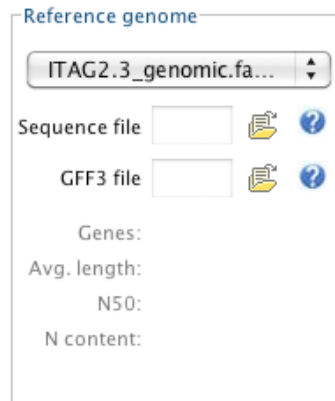 Reference genome
ITAG2.3_genomic.fa...
Sequence file
GFF3 file
Genes:
Avg. length:
N50:
N content: